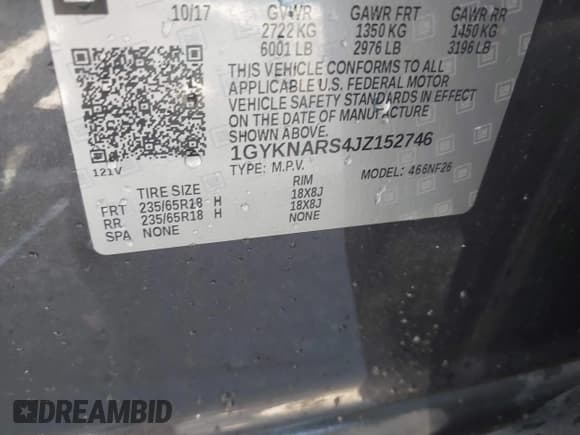 10/17 GVWR GAWR FRT GAWR RR
2722 KG 1350 KG 1450 KG
6001 LB 2976 LB 3196 LB
THIS VEHICLE CONFORMS TO ALL
APPLICABLE U.S. FEDERAL MOTOR
VEHICLE SAFETY STANDARDS IN EFFECT
ON THE DATE OF MANUFACTURE
SHOWN ABOVE.
1GYKNARS4JZ152746
TYPE: M.P.V. MODEL: 466NF26
121V
TIRE SIZE RIM
FRT 235/65R18 H 18X8J
RR 235/65R18 H 18X8J
SPA NONE NONE
DREAMBID